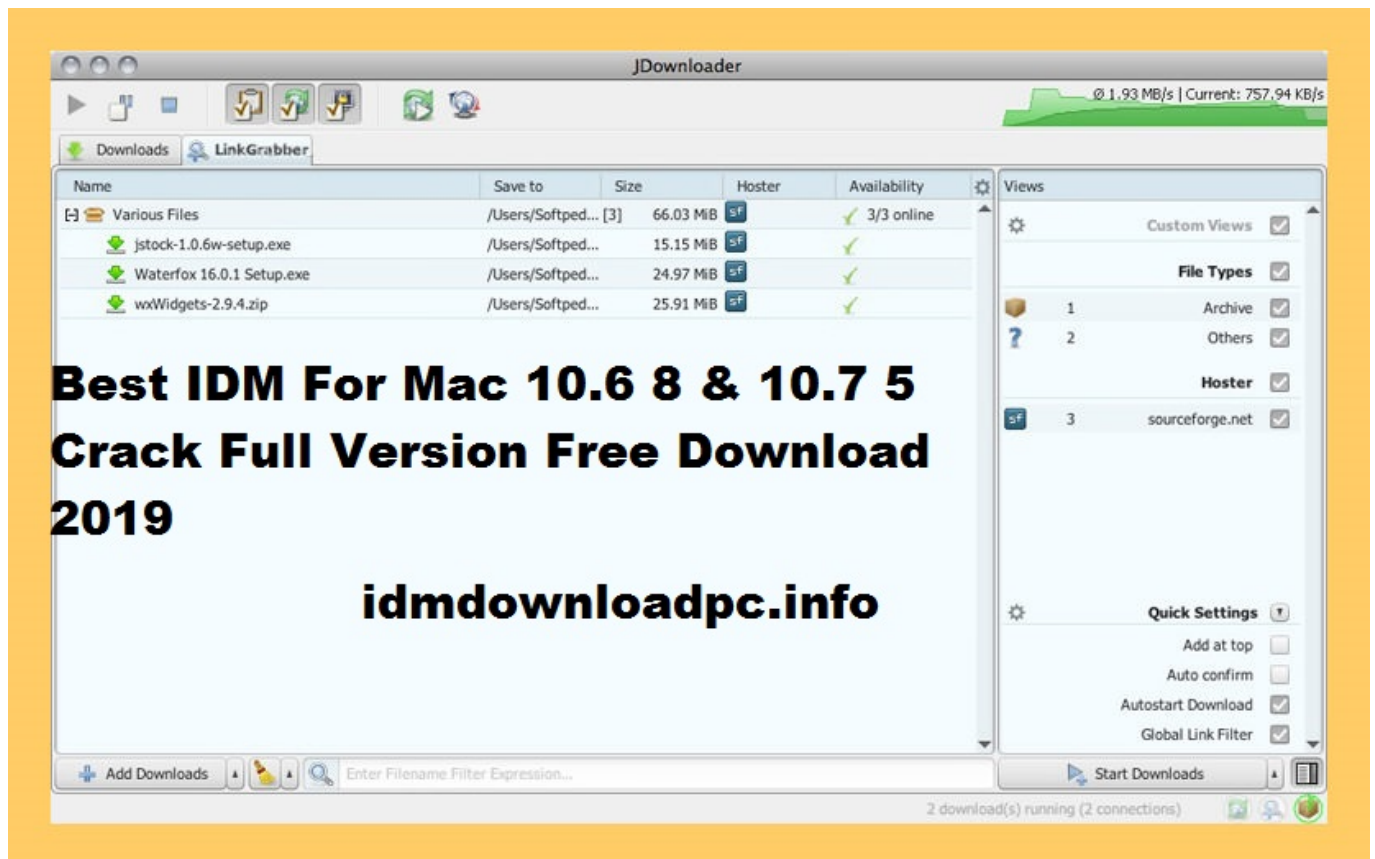 JDownloader
Ø 1.93 MB/s | Current: 757.94 KB/s
Downloads LinkGrabber
Name Save to Size Hoster Availability
Various Files /Users/Softped... [3] 66.03 MiB sf 3/3 online
jstock-1.0.6w-setup.exe /Users/Softped... 15.15 MiB sf
Waterfox 16.0.1 Setup.exe /Users/Softped... 24.97 MiB sf
wxWidgets-2.9.4.zip /Users/Softped... 25.91 MiB sf
Best IDM For Mac 10.6 8 & 10.7 5
Crack Full Version Free Download
2019
idmdownloadpc.info
Views
Custom Views
File Types
1 Archive
? 2 Others
Hoster
sf 3 sourceforge.net
Quick Settings
Add at top
Auto confirm
Autostart Download
Global Link Filter
Add Downloads
Enter Filename Filter Expression...
Start Downloads
2 download(s) running (2 connections)